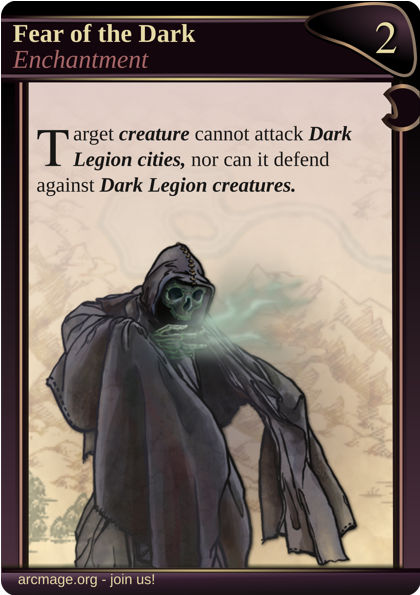 Fear of the Dark
2
Enchantment
Target creature cannot attack Dark
Legion cities, nor can it defend
against Dark Legion creatures.
arcmage.org - join us!